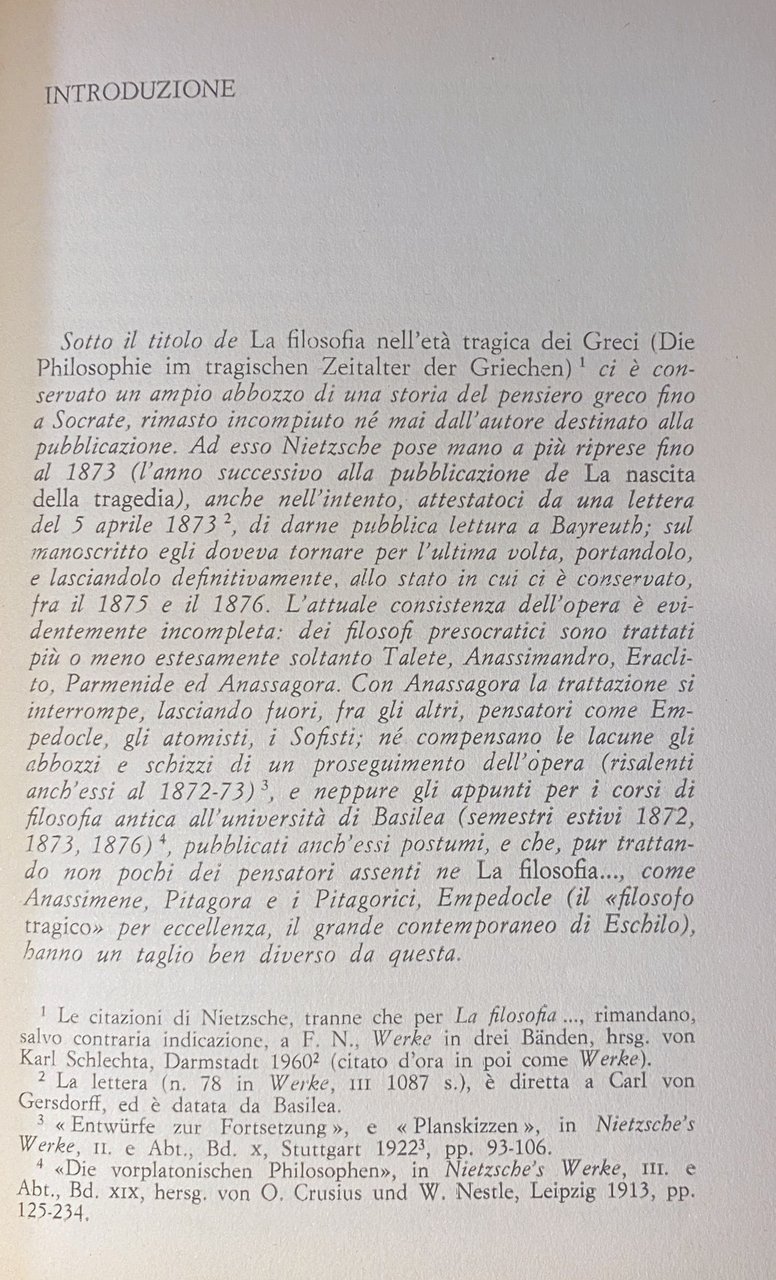 INTRODUZIONE
Sotto il titolo de La filosofia nell'età tragica dei Greci (Die
Philosophie im tragischen Zeitalter der Griechen) ¹ ci è con-
servato un ampio abbozzo di una storia del pensiero greco fino
a Socrate, rimasto incompiuto né mai dall'autore destinato alla
pubblicazione. Ad esso Nietzsche pose mano a più riprese fino
al 1873 (l'anno successivo alla pubblicazione de La nascita
della tragedia), anche nell'intento, attestatoci da una lettera
del 5 aprile 1873 ², di darne pubblica lettura a Bayreuth; sul
manoscritto egli doveva tornare per l'ultima volta, portandolo,
e lasciandolo definitivamente, allo stato in cui ci è conservato,
fra il 1875 e il 1876. L'attuale consistenza dell'opera è evi-
dentemente incompleta: dei filosofi presocratici sono trattati
più o meno estesamente soltanto Talete, Anassimandro, Eracli-
to, Parmenide ed Anassagora. Con Anassagora la trattazione si
interrompe, lasciando fuori, fra gli altri, pensatori come Em-
pedocle, gli atomisti, i Sofisti; né compensano le lacune gli
abbozzi e schizzi di un proseguimento dell'opera (risalenti
anch'essi al 1872-73) ³, e neppure gli appunti per i corsi di
filosofia antica all'università di Basilea (semestri estivi 1872,
1873, 1876) ⁴, pubblicati anch'essi postumi, e che, pur trattan-
do non pochi dei pensatori assenti ne La filosofia..., come
Anassimene, Pitagora e i Pitagorici, Empedocle (il «filosofo
tragico» per eccellenza, il grande contemporaneo di Eschilo),
hanno un taglio ben diverso da questa.
¹ Le citazioni di Nietzsche, tranne che per La filosofia ..., rimandano,
salvo contraria indicazione, a F. N., Werke in drei Bänden, hrsg. von
Karl Schlechta, Darmstadt 1960² (citato d'ora in poi come Werke).
² La lettera (n. 78 in Werke, III 1087 s.), è diretta a Carl von
Gersdorff, ed è datata da Basilea.
³ « Entwürfe zur Fortsetzung », e « Planskizzen », in Nietzsche's
Werke, II. e Abt., Bd. X, Stuttgart 1922³, pp. 93-106.
⁴ «Die vorplatonischen Philosophen», in Nietzsche's Werke, III. e
Abt., Bd. XIX, hersg. von O. Crusius und W. Nestle, Leipzig 1913, pp.
125-234.